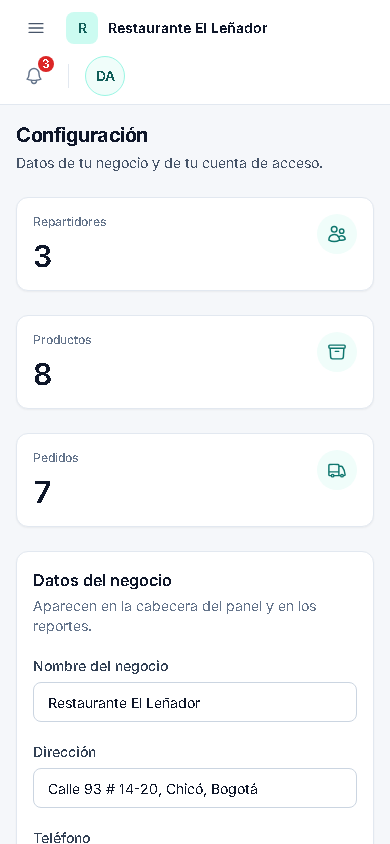 R
Restaurante El Leñador
3
DA
Configuración
Datos de tu negocio y de tu cuenta de acceso.
Repartidores
3
Productos
8
Pedidos
7
Datos del negocio
Aparecen en la cabecera del panel y en los
reportes.
Nombre del negocio
Restaurante El Leñador
Dirección
Calle 93 # 14-20, Chicó, Bogotá
Teléfono